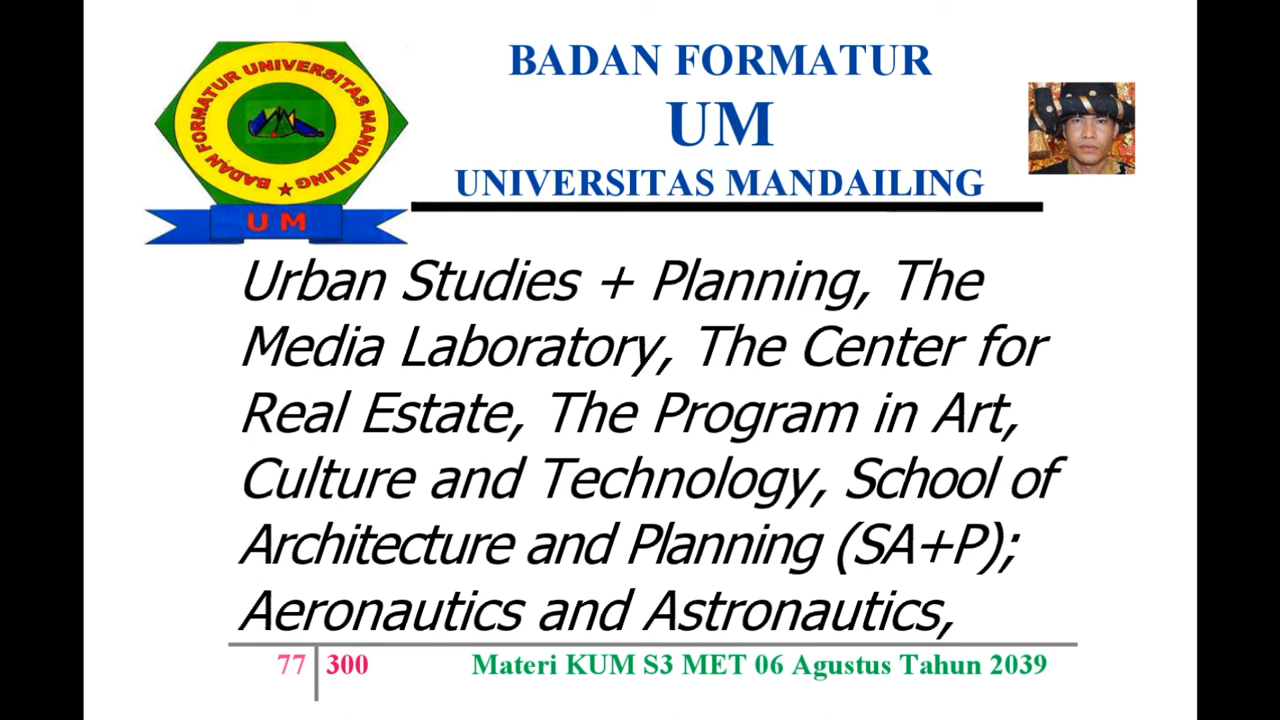 BADAN FORMATUR UNIVERSITAS MANDAILING
U M
BADAN FORMATUR
UM
UNIVERSITAS MANDAILING
Urban Studies + Planning, The
Media Laboratory, The Center for
Real Estate, The Program in Art,
Culture and Technology, School of
Architecture and Planning (SA+P);
Aeronautics and Astronautics,
77 300 Materi KUM S3 MET 06 Agustus Tahun 2039